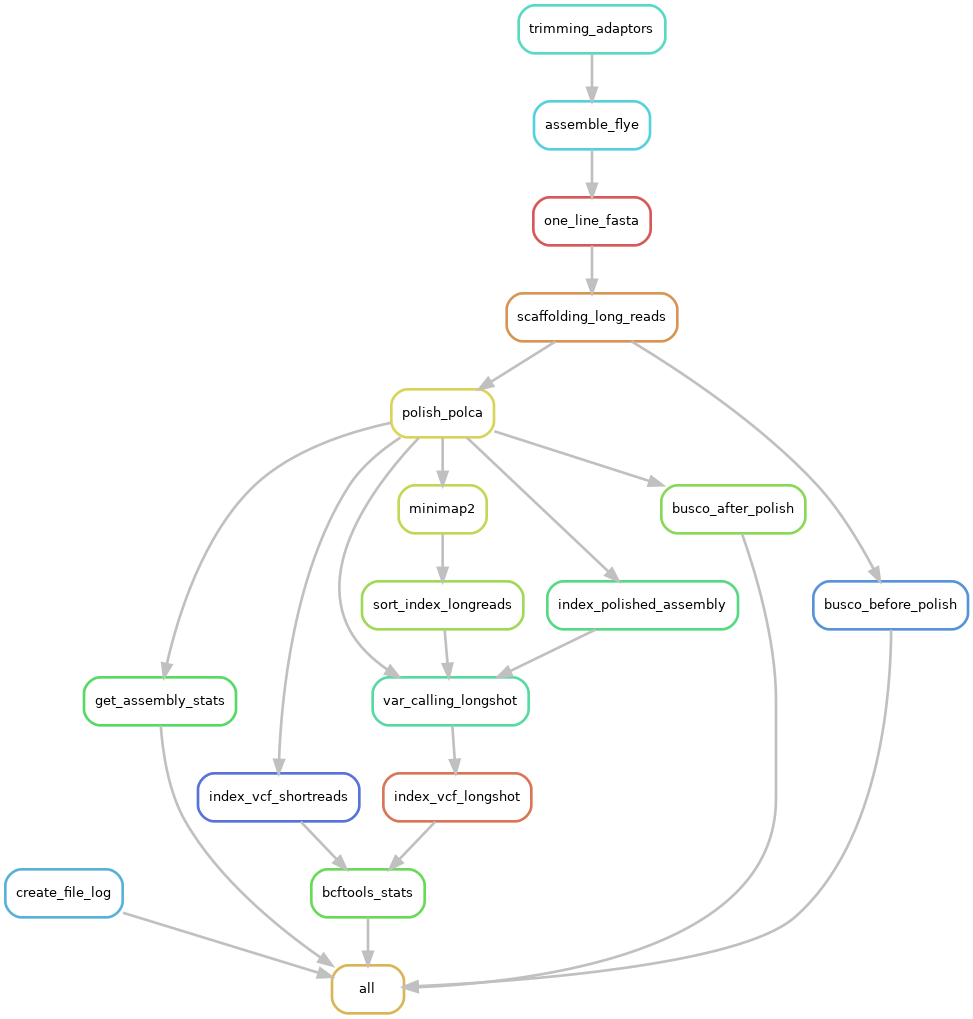 trimming_adaptors
assemble_flye
one_line_fasta
scaffolding_long_reads
polish_polca
minimap2
busco_after_polish
sort_index_longreads
index_polished_assembly
busco_before_polish
get_assembly_stats
var_calling_longshot
index_vcf_shortreads
index_vcf_longshot
create_file_log
bcftools_stats
all